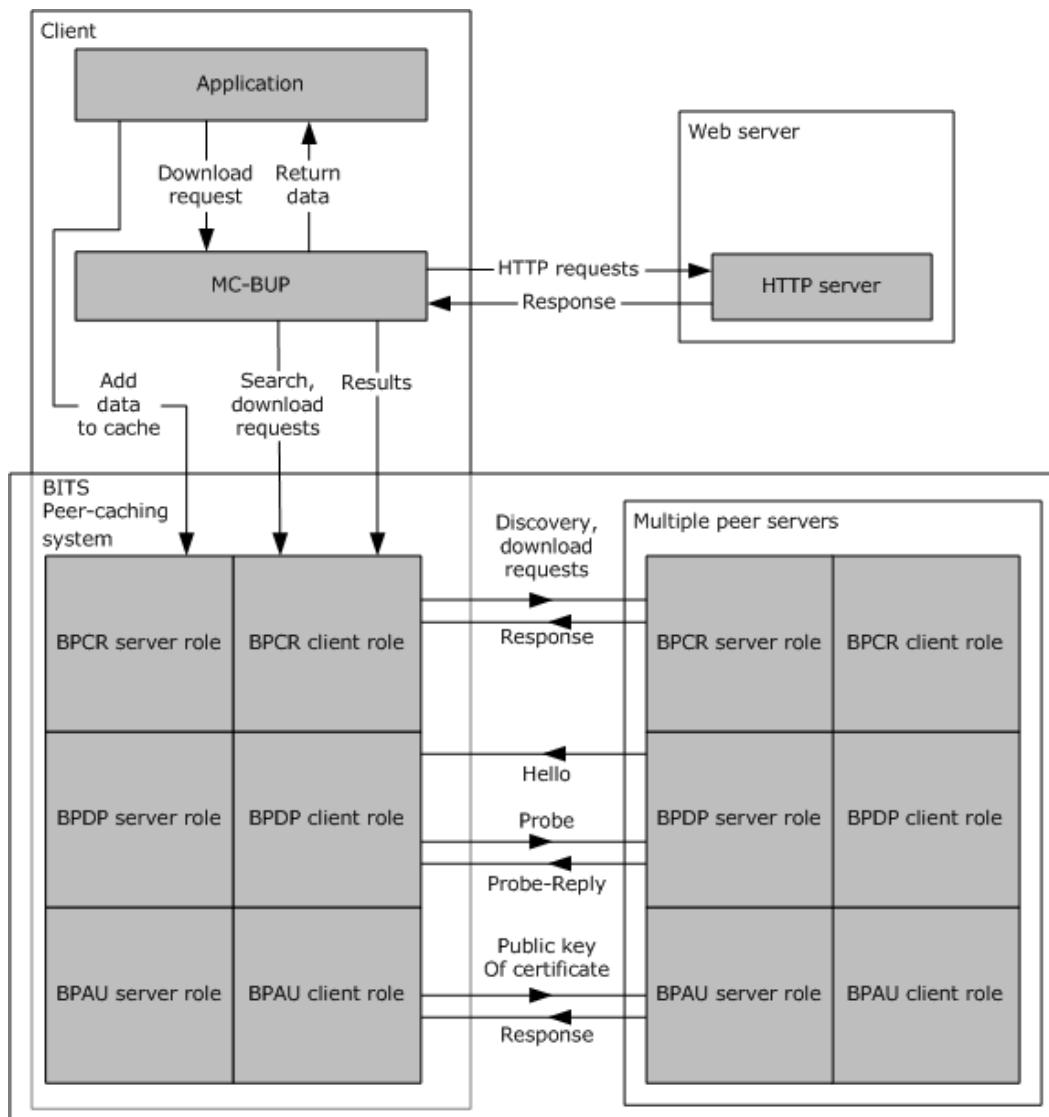 Client
Application
Download
request
Return
data
Web server
MC-BUP
HTTP requests
Response
HTTP server
Add
data
to cache
Search,
download
requests
Results
BITS
Peer-caching
system
Discovery,
download
requests
Multiple peer servers
BPCR server role
BPCR client role
Response
BPCR server role
BPCR client role
Hello
BPDP server role
BPDP client role
Probe
Probe-Reply
BPDP server role
BPDP client role
Public key
Of certificate
BPAU server role
BPAU client role
Response
BPAU server role
BPAU client role